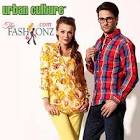 urban culture
The
FASHIONZ
.com